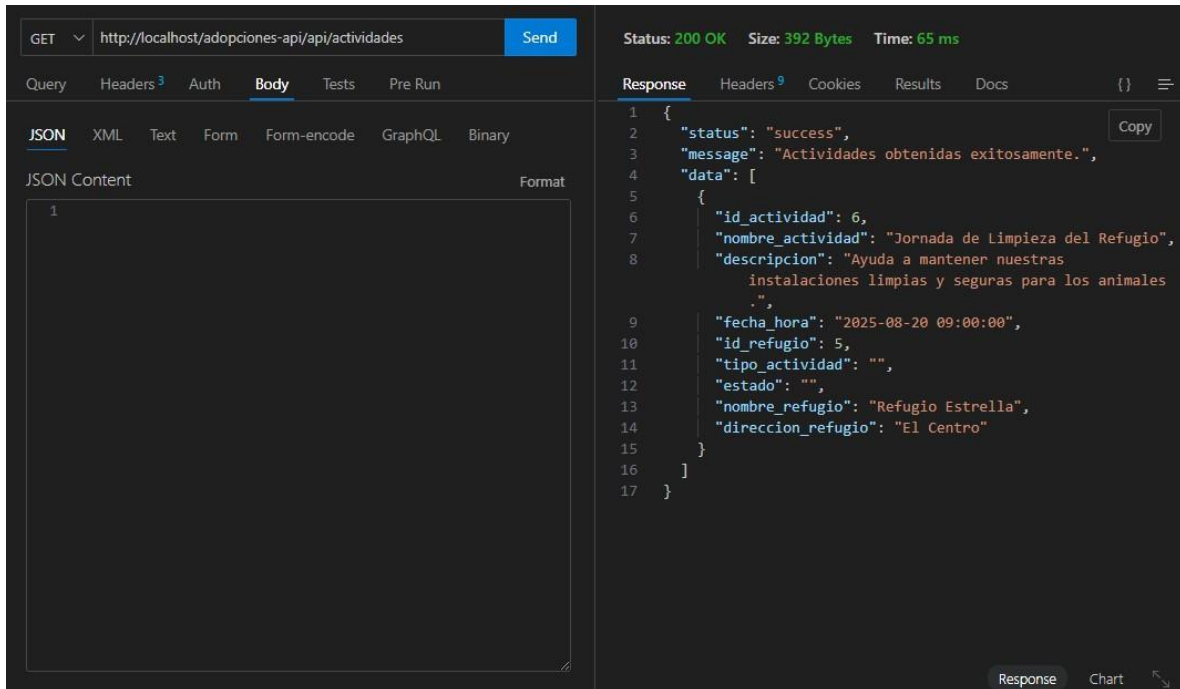 GET http://localhost/adopciones-api/api/actividades Send
Query Headers 3 Auth Body Tests Pre Run
JSON XML Text Form Form-encode GraphQL Binary
JSON Content Format
1
Status: 200 OK Size: 392 Bytes Time: 65 ms
Response Headers 9 Cookies Results Docs { }
Copy
1 {
2 "status": "success",
3 "message": "Actividades obtenidas exitosamente.",
4 "data": [
5 {
6 "id_actividad": 6,
7 "nombre_actividad": "Jornada de Limpieza del Refugio",
8 "descripcion": "Ayuda a mantener nuestras
instalaciones limpias y seguras para los animales
.",
9 "fecha_hora": "2025-08-20 09:00:00",
10 "id_refugio": 5,
11 "tipo_actividad": "",
12 "estado": "",
13 "nombre_refugio": "Refugio Estrella",
14 "direccion_refugio": "El Centro"
15 }
16 ]
17 }
Response Chart